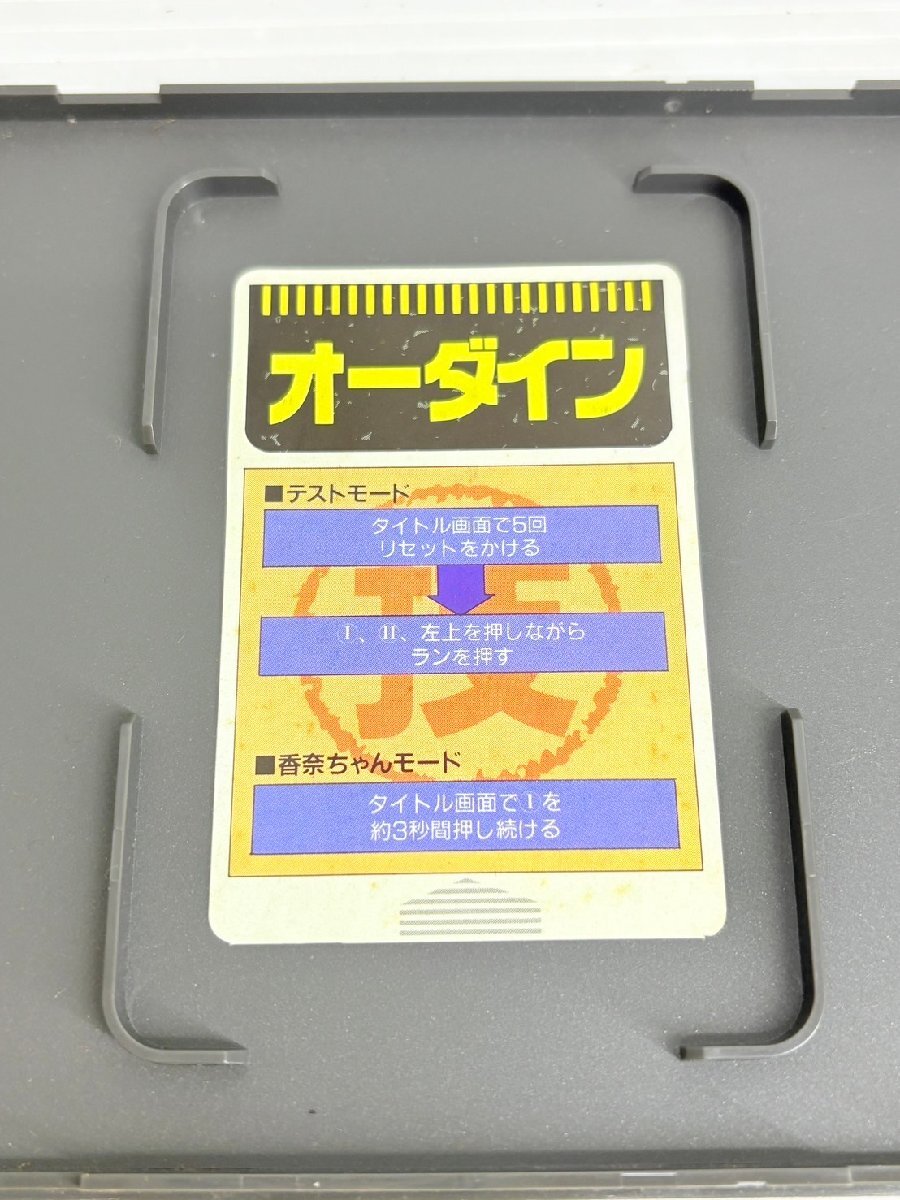 オーダイン
■テストモード
タイトル画面で5回
リセットをかける
技
I、II、左上を押しながら
ランを押す
■香奈ちゃんモード
タイトル画面でIを
約3秒間押し続ける